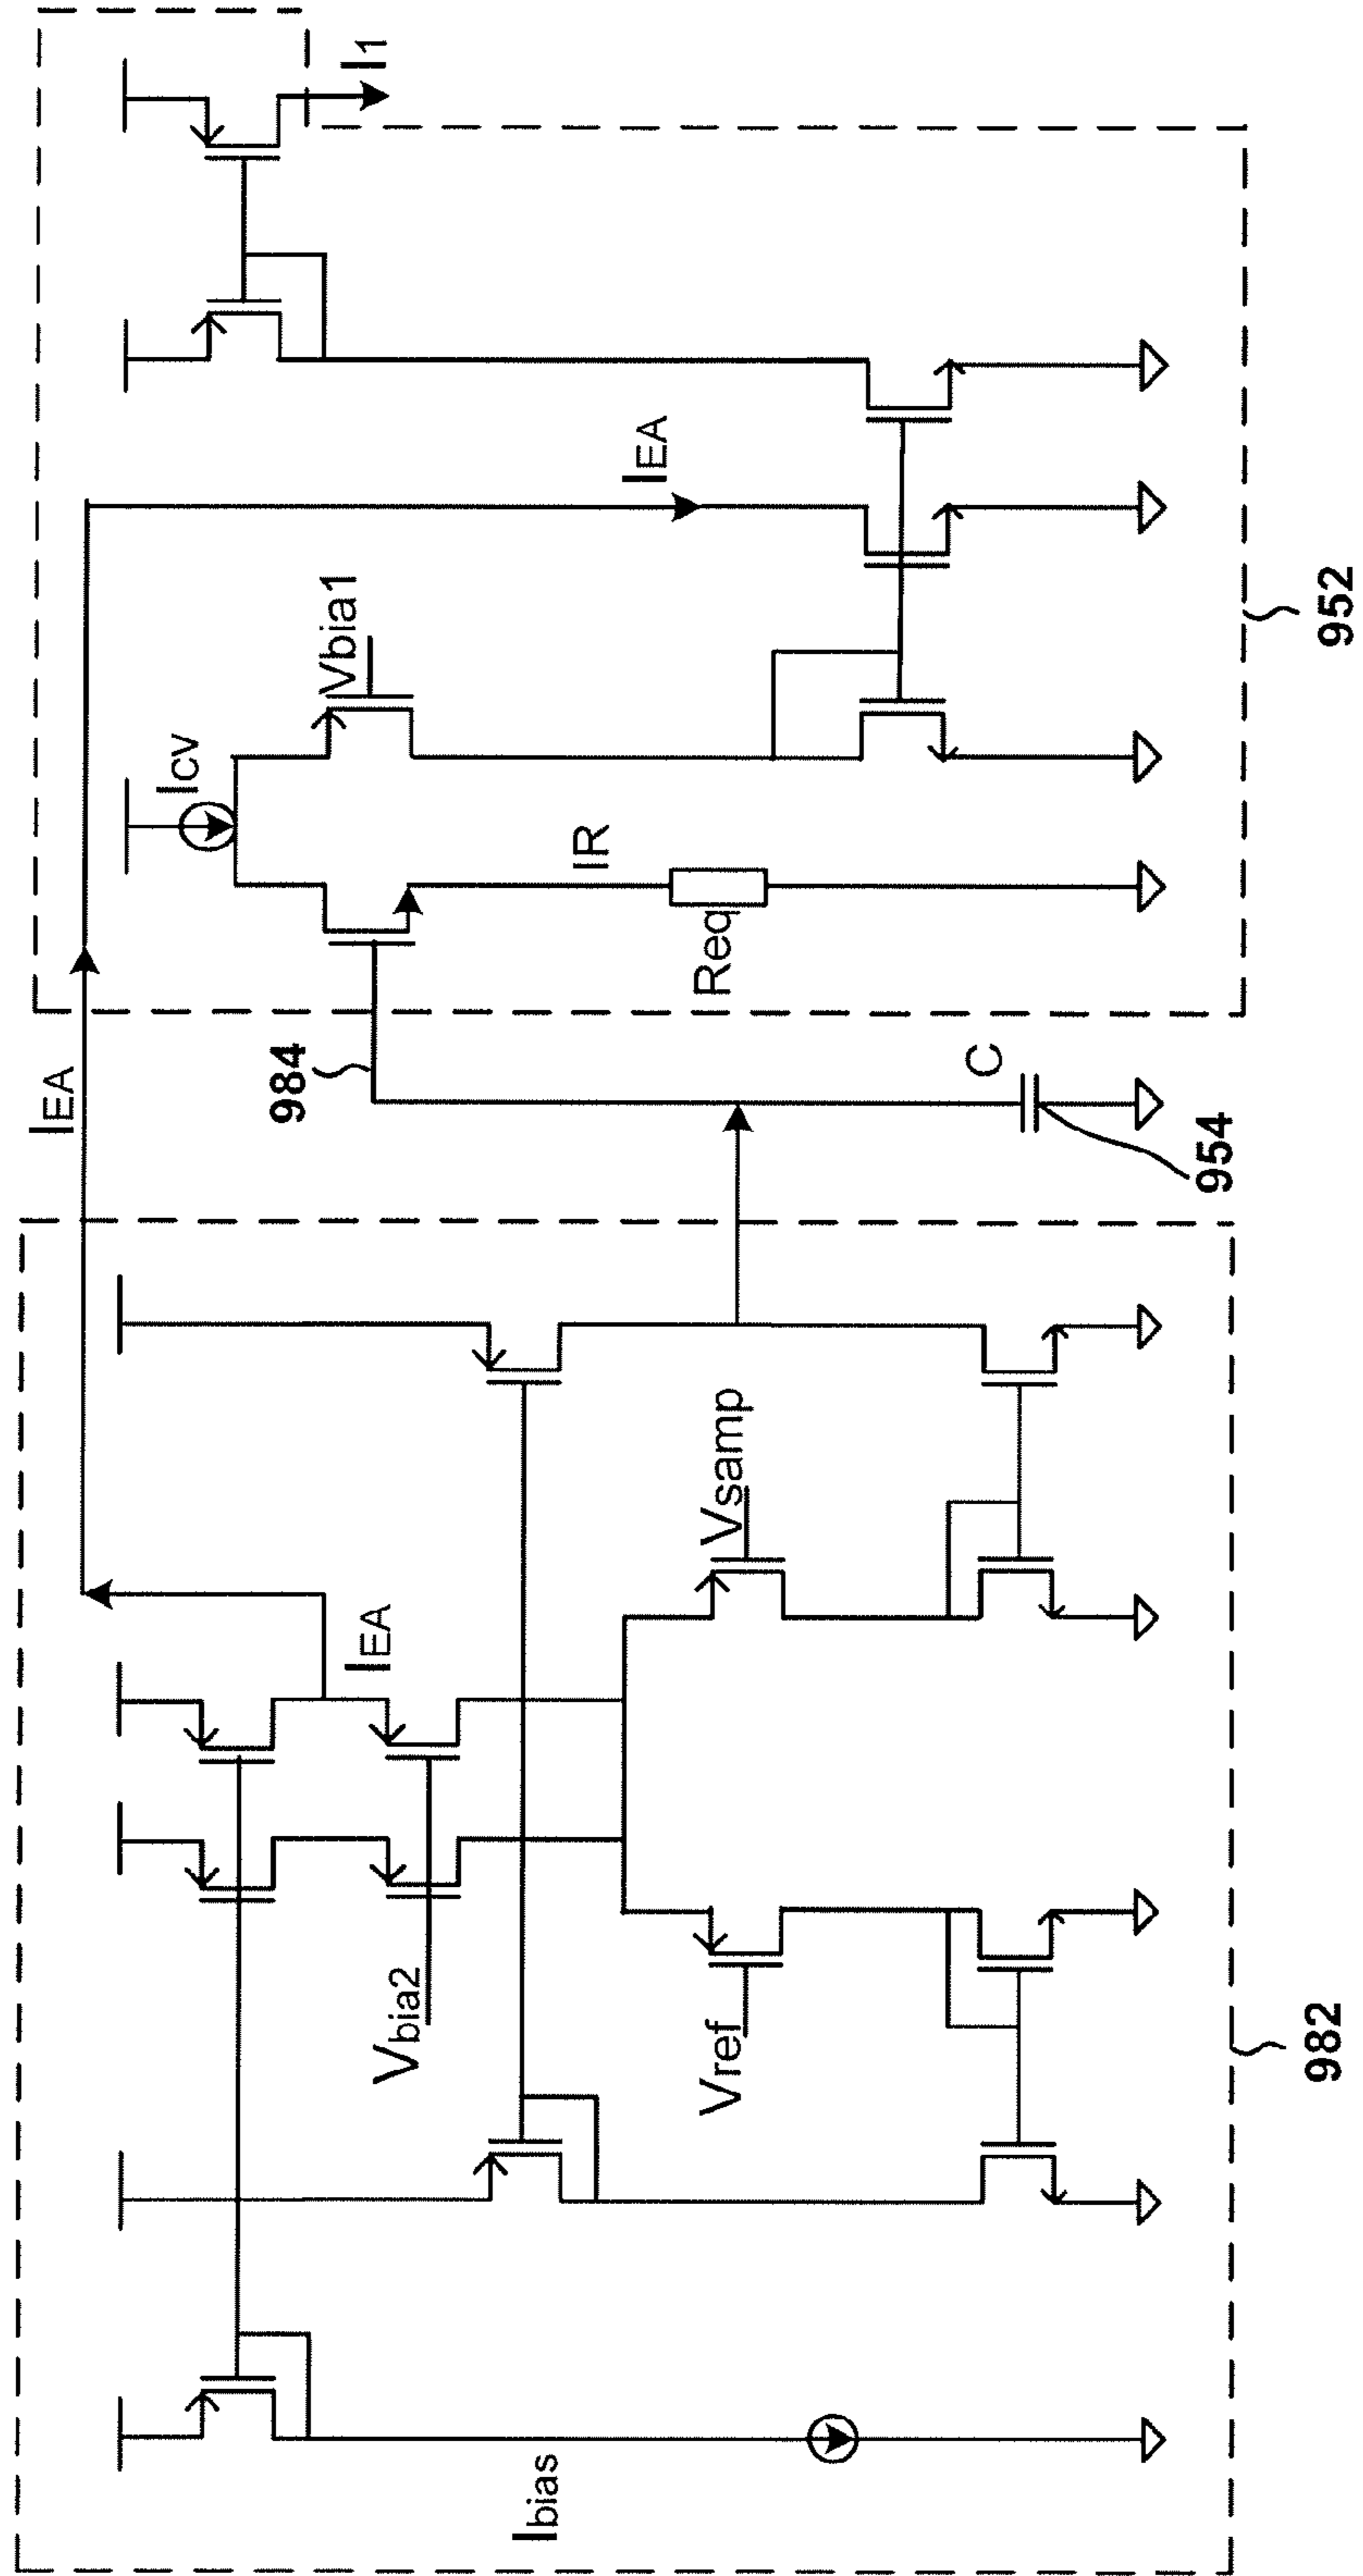 I1
IEA
IEA
Vbia1
Icv
IR
Req
984
C
954
952
Vsamp
IEA
Vbia2
Vref
Ibias
982